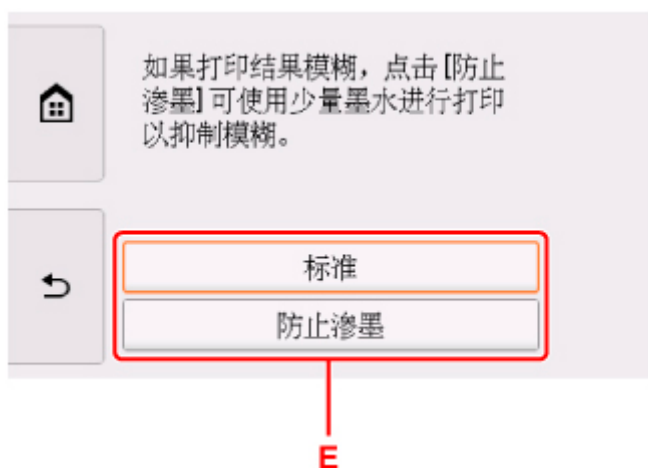 如果打印结果模糊，点击[防止
渗墨]可使用少量墨水进行打印
以抑制模糊。
标准
防止渗墨
E